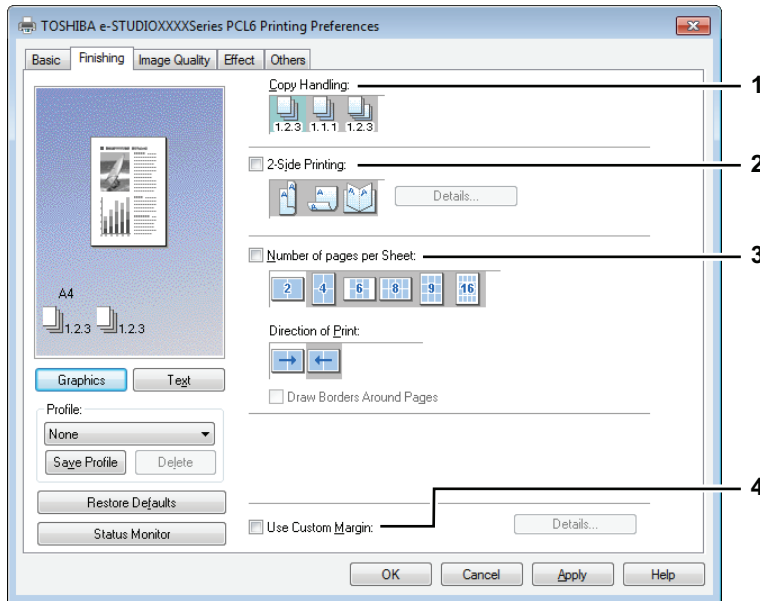 TOSHIBA e-STUDIOXXXXSeries PCL6 Printing Preferences
Basic Finishing Image Quality Effect Others
Copy Handling:
1
1.2.3 1.1.1 1.2.3
2-Side Printing:
2
A A A A
Details...
Number of pages per Sheet:
3
2 4 6 8 9 16
A4
1.2.3 1.2.3
Direction of Print:
Graphics Text
Draw Borders Around Pages
Profile:
None
Save Profile Delete
Restore Defaults
Status Monitor
Use Custom Margin:
4
Details...
OK Cancel Apply Help